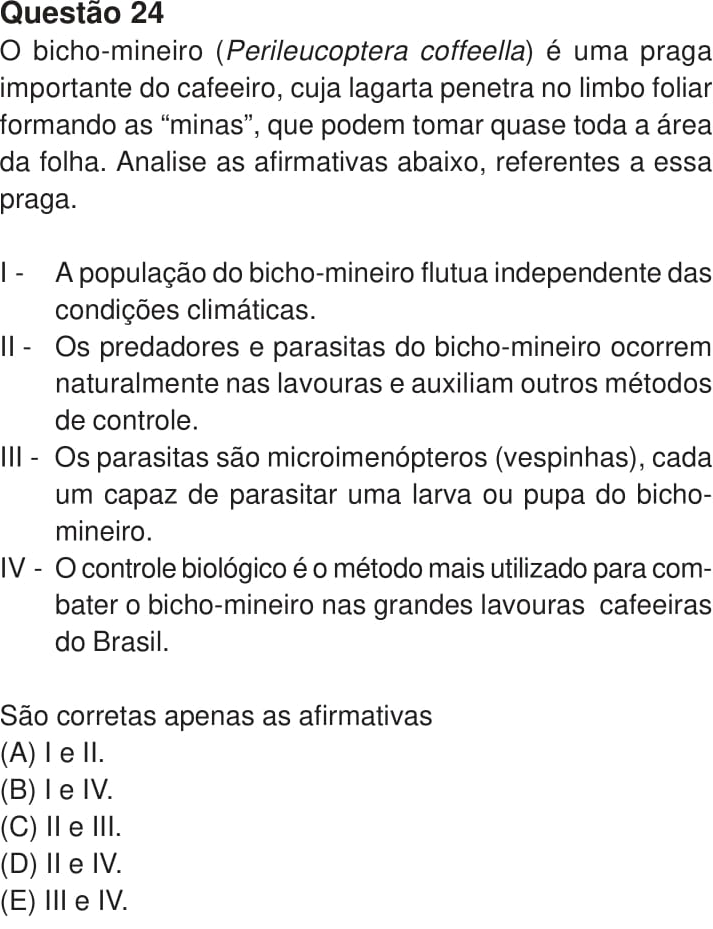 Questão 24
O bicho-mineiro (Perileucoptera coffeella) é uma praga
importante do cafeeiro, cuja lagarta penetra no limbo foliar
formando as “minas”, que podem tomar quase toda a área
da folha. Analise as afirmativas abaixo, referentes a essa
praga.
I - A população do bicho-mineiro flutua independente das
condições climáticas.
II - Os predadores e parasitas do bicho-mineiro ocorrem
naturalmente nas lavouras e auxiliam outros métodos
de controle.
III - Os parasitas são microimenópteros (vespinhas), cada
um capaz de parasitar uma larva ou pupa do bicho-
mineiro.
IV - O controle biológico é o método mais utilizado para com-
bater o bicho-mineiro nas grandes lavouras cafeeiras
do Brasil.
São corretas apenas as afirmativas
(A) I e II.
(B) I e IV.
(C) II e III.
(D) II e IV.
(E) III e IV.